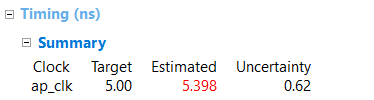 Timing (ns)
Summary
Clock Target Estimated Uncertainty
ap_clk 5.00 5.398 0.62